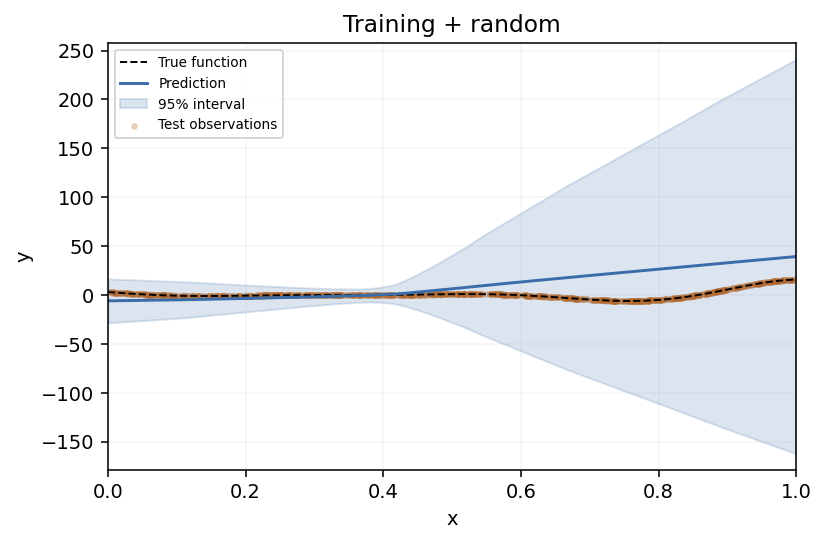 Training + random
250
200
150
100
50
0
−50
−100
−150
y
True function
Prediction
95% interval
Test observations
0.0 0.2 0.4 0.6 0.8 1.0
x